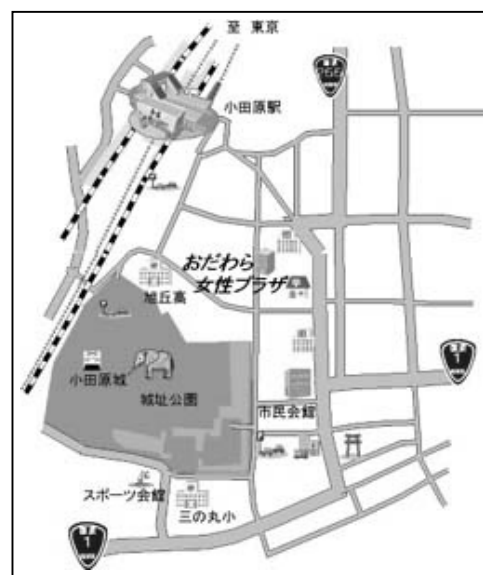 至 東京
小田原駅
おだわら
女性プラザ
旭丘高
小田原城
城址公園
市民会館
スポーツ会館
三の丸小
1
1